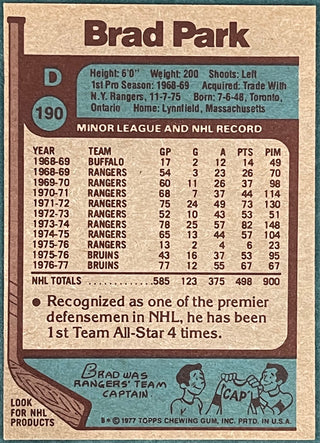 Brad Park
D
190
Height: 6'0" Weight: 200 Shoots: Left
1st Pro Season: 1968-69 Acquired: Trade With
N.Y. Rangers, 11-7-75 Born: 7-6-48, Toronto,
Ontario Home: Lynnfield, Massachusetts
MINOR LEAGUE AND NHL RECORD
YEAR TEAM GP G A PTS PIM
1968-69 BUFFALO 17 2 12 14 49
1968-69 RANGERS 54 3 23 26 70
1969-70 RANGERS 60 11 26 37 98
1970-71 RANGERS 68 7 37 44 114
1971-72 RANGERS 75 24 49 73 130
1972-73 RANGERS 52 10 43 53 51
1973-74 RANGERS 78 25 57 82 148
1974-75 RANGERS 65 13 44 57 104
1975-76 RANGERS 13 2 4 6 23
1975-76 BRUINS 43 16 37 53 95
1976-77 BRUINS 77 12 55 67 67
NHL TOTALS 585 123 375 498 900
• Recognized as one of the premier
defensemen in NHL, he has been
1st Team All-Star 4 times.
BRAD WAS
RANGERS' TEAM
CAPTAIN.
"CAP"
LOOK
FOR NHL
PRODUCTS
B * © 1977 TOPPS CHEWING GUM, INC. PRTD. IN U.S.A.